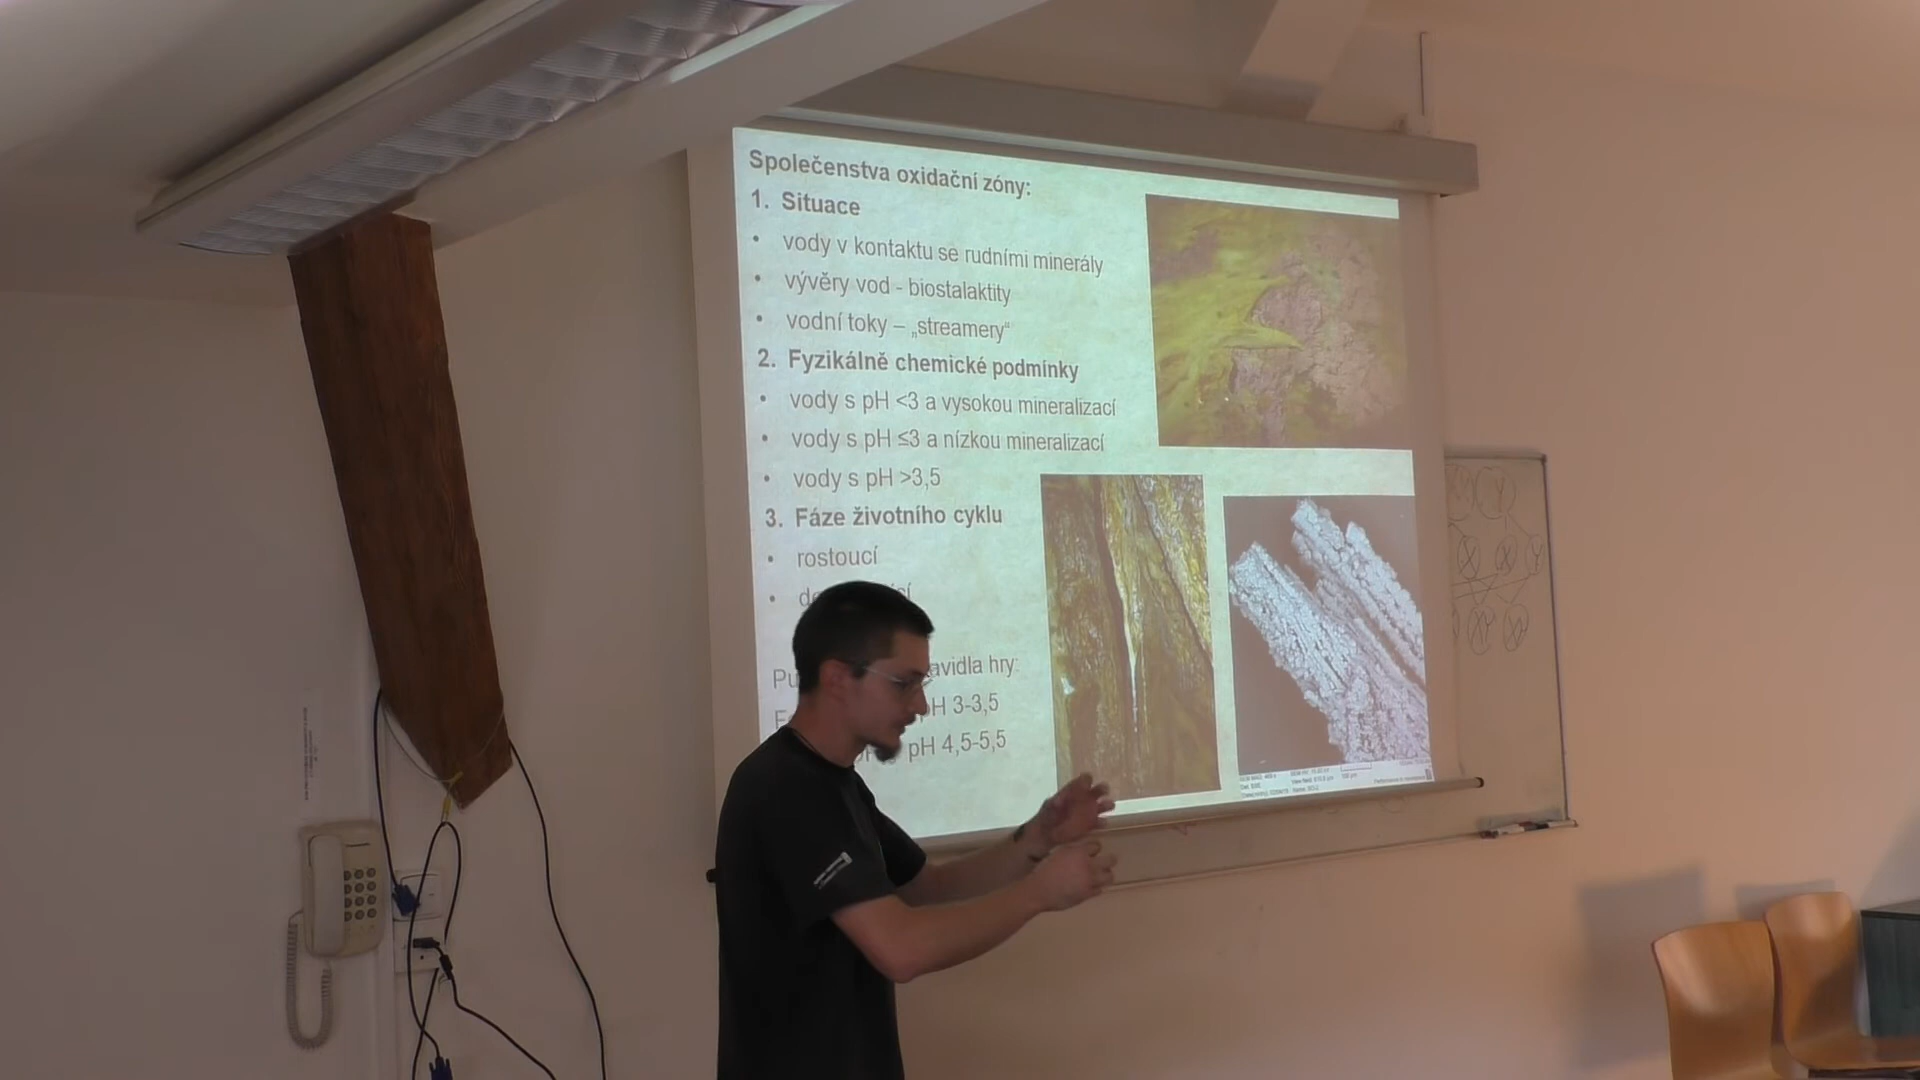 Společenstva oxidační zóny:
1. Situace
• vody v kontaktu se rudními minerály
• vývěry vod - biostalaktity
• vodní toky – „streamery“
2. Fyzikálně chemické podmínky
• vody s pH <3 a vysokou mineralizací
• vody s pH ≤3 a nízkou mineralizací
• vody s pH >3,5
3. Fáze životního cyklu
• rostoucí
•
hry:
pH 3-3,5
pH 4,5-5,5
X X Y